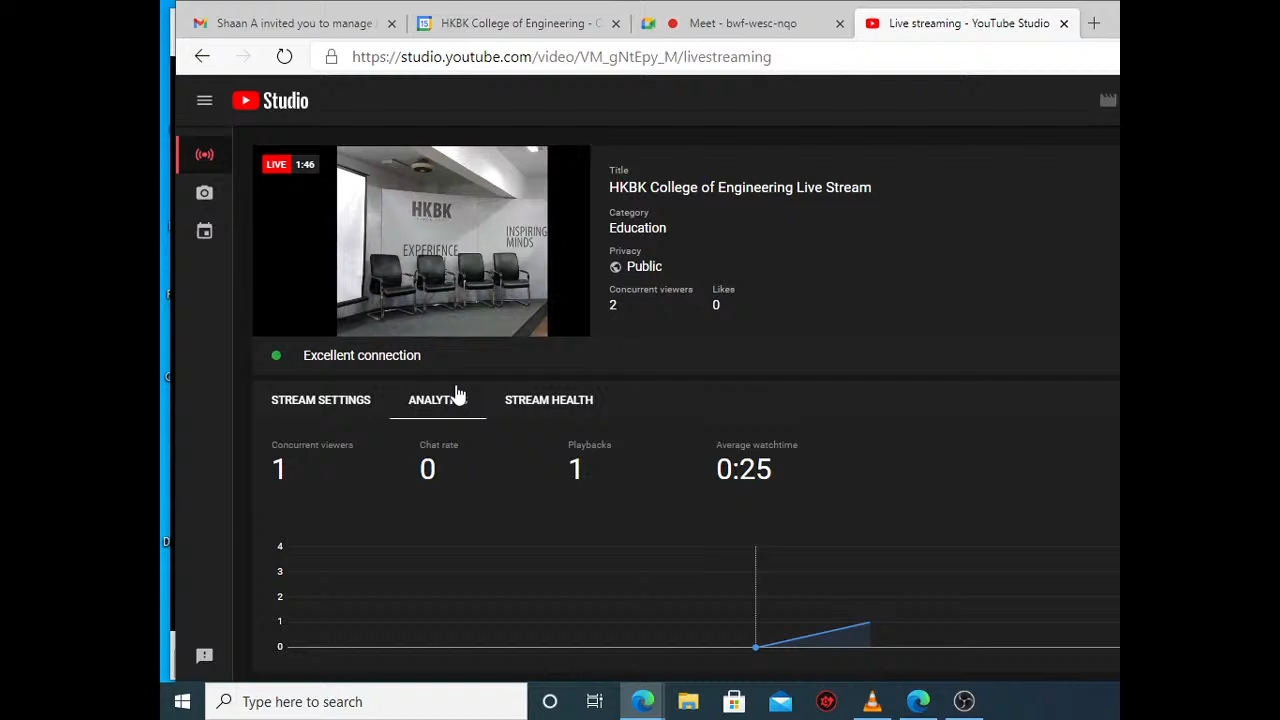 Shaan A invited you to manage
HKBK College of Engineering - C
Meet - bwf-wesc-nqo
Live streaming - YouTube Studio
https://studio.youtube.com/video/VM_gNtEpy_M/livestreaming
Studio
LIVE 1:46
HKBK
EXPERIENCE
INSPIRING
MINDS
Title
HKBK College of Engineering Live Stream
Category
Education
Privacy
Public
Concurrent viewers
2
Likes
0
Excellent connection
STREAM SETTINGS
STREAM HEALTH
Concurrent viewers
1
Chat rate
0
Playbacks
1
Average watchtime
0:25
4
3
2
1
0
Type here to search